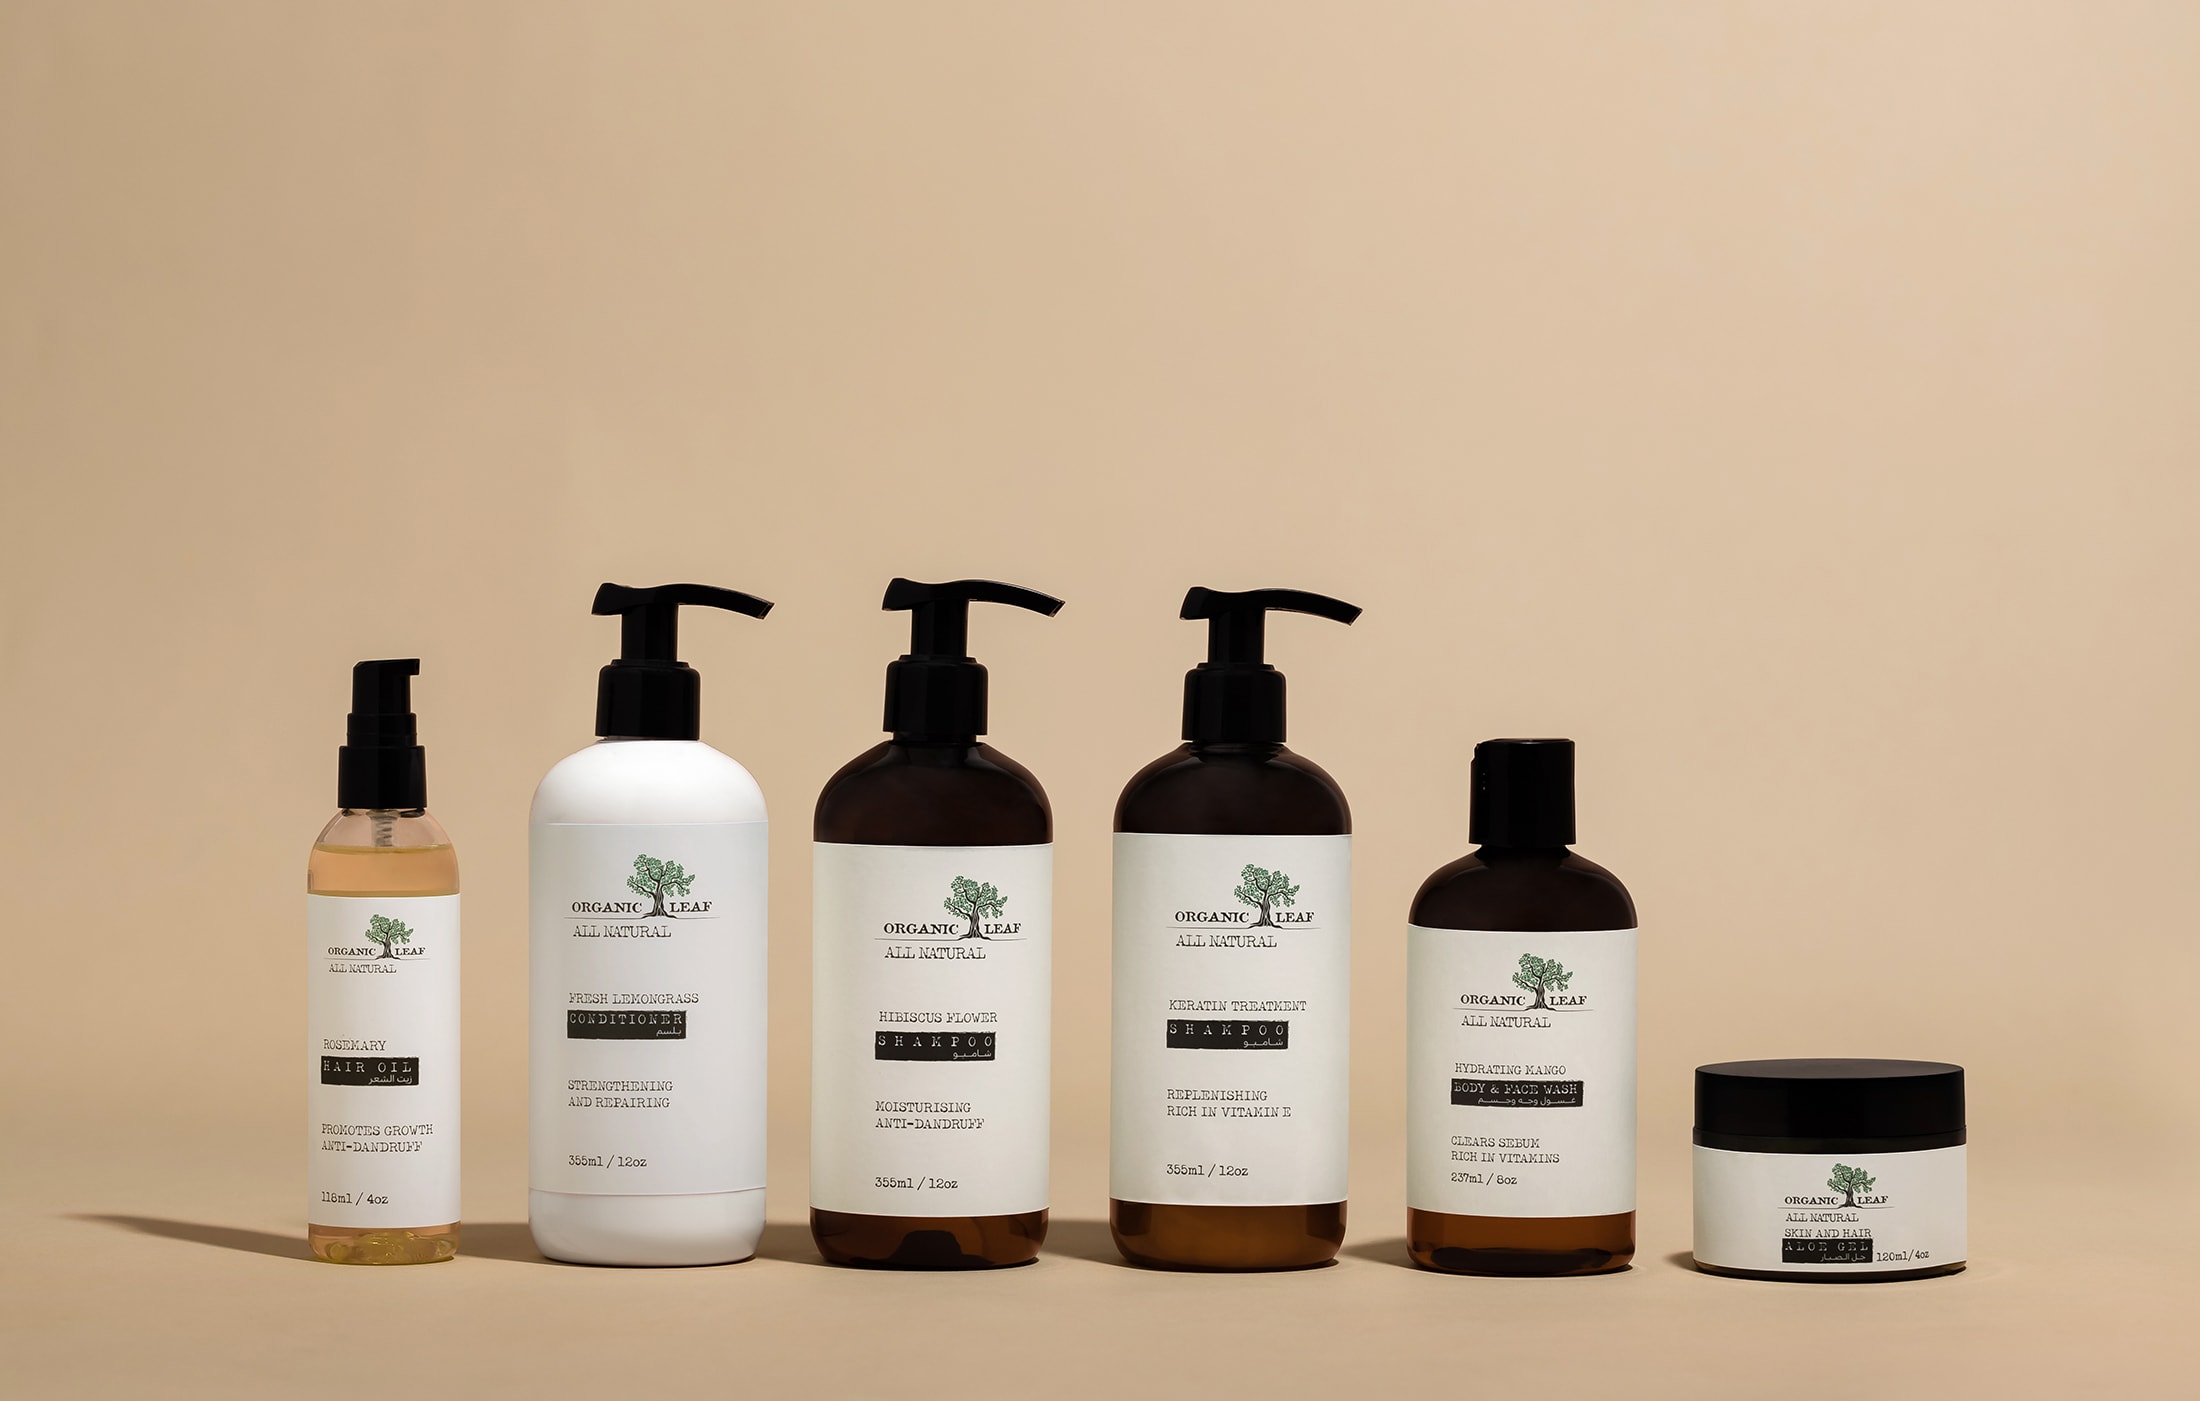 ORGANIC LEAF
ALL NATURAL
ROSEMARY
HAIR OIL
زيت الشعر
PROMOTES GROWTH
ANTI-DANDRUFF
118ml / 4oz
ORGANIC LEAF
ALL NATURAL
FRESH LEMONGRASS
CONDITIONER
بلسم
STRENGTHENING
AND REPAIRING
355ml / 12oz
ORGANIC LEAF
ALL NATURAL
HIBISCUS FLOWER
SHAMPOO
شامبو
MOISTURISING
ANTI-DANDRUFF
355ml / 12oz
ORGANIC LEAF
ALL NATURAL
KERATIN TREATMENT
SHAMPOO
شامبو
REPLENISHING
RICH IN VITAMIN E
355ml / 12oz
ORGANIC LEAF
ALL NATURAL
HYDRATING MANGO
BODY & FACE WASH
غسول وجه وجسم
CLEARS SEBUM
RICH IN VITAMINS
237ml / 8oz
ORGANIC LEAF
ALL NATURAL
SKIN AND HAIR
ALOE GEL
جل الصبار
120ml/4oz